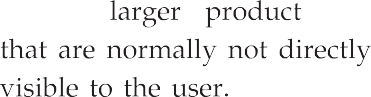 larger product
that are normally not directly
visible to the user.